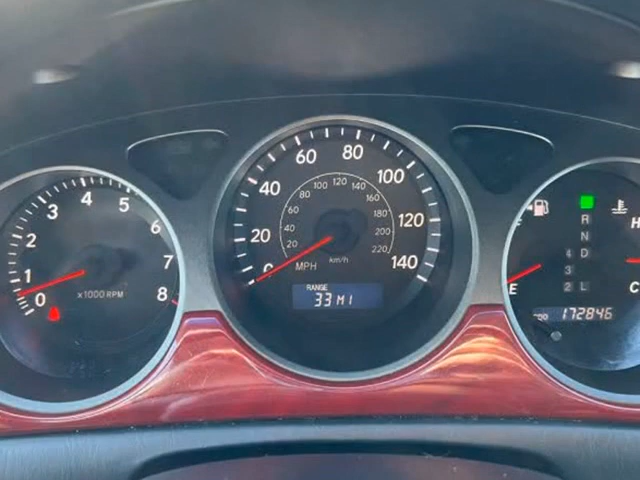 0 1 2 3 4 5 6 7 8
x1000 RPM
0 20 40 60 80 100 120 140
20 40 60 80 100 120 140 160 180 200 220
MPH km/h
RANGE
33 MI
R
N
D
4
3
2 L
E
H
C
ODO 172846